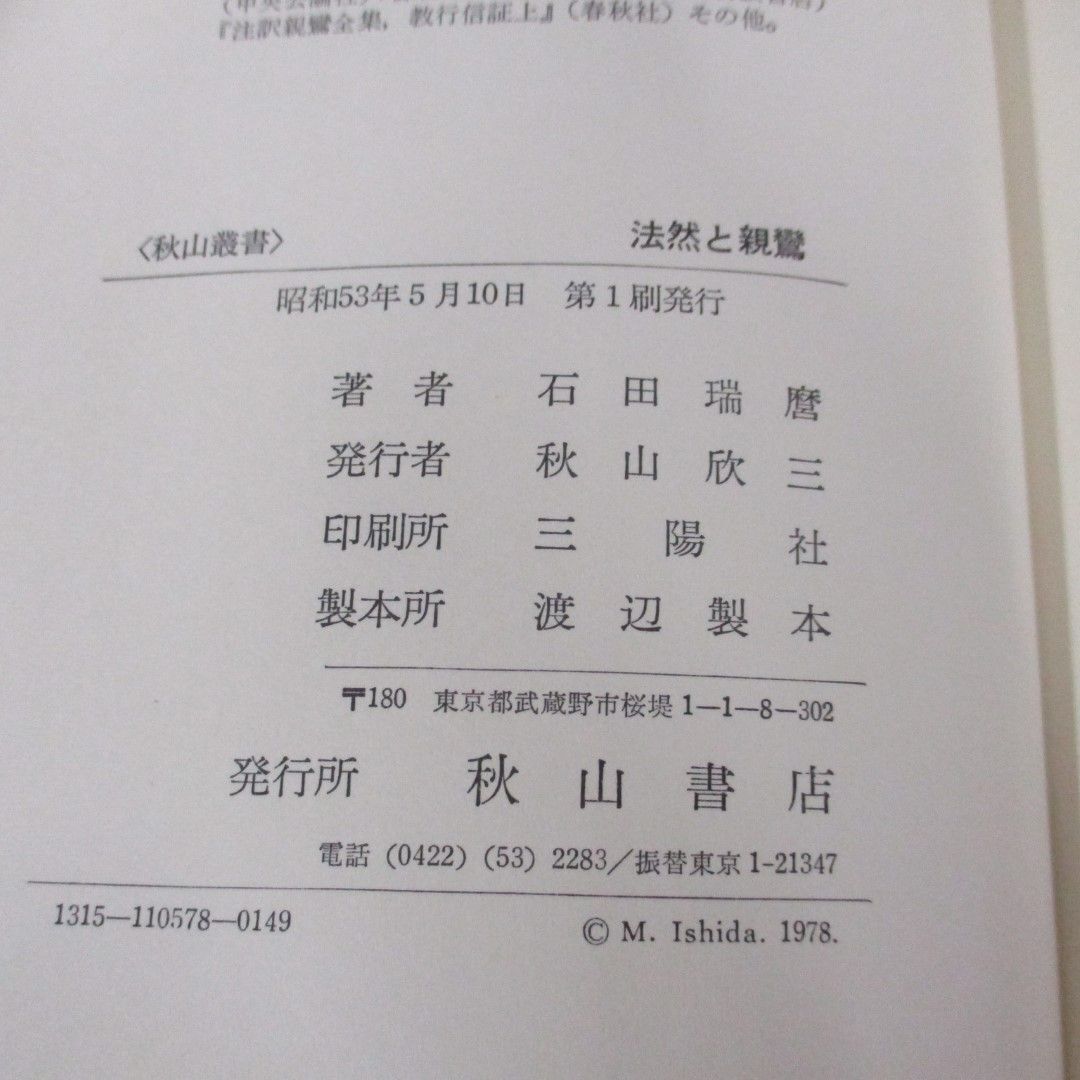 『注訳親鸞全集，教行信証上』（春秋社）その他。
〈秋山叢書〉 法然と親鸞
昭和53年5月10日 第1刷発行
著者 石田瑞麿
発行者 秋山欣三
印刷所 三陽社
製本所 渡辺製本
〒180 東京都武蔵野市桜堤1—1—8—302
発行所 秋山書店
電話（0422）（53）2283／振替東京1-21347
1315—110578—0149 © M. Ishida. 1978.